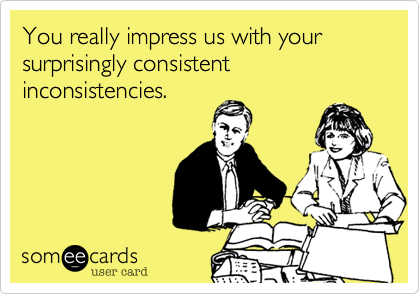 You really impress us with your
surprisingly consistent
inconsistencies.
someecards
user card